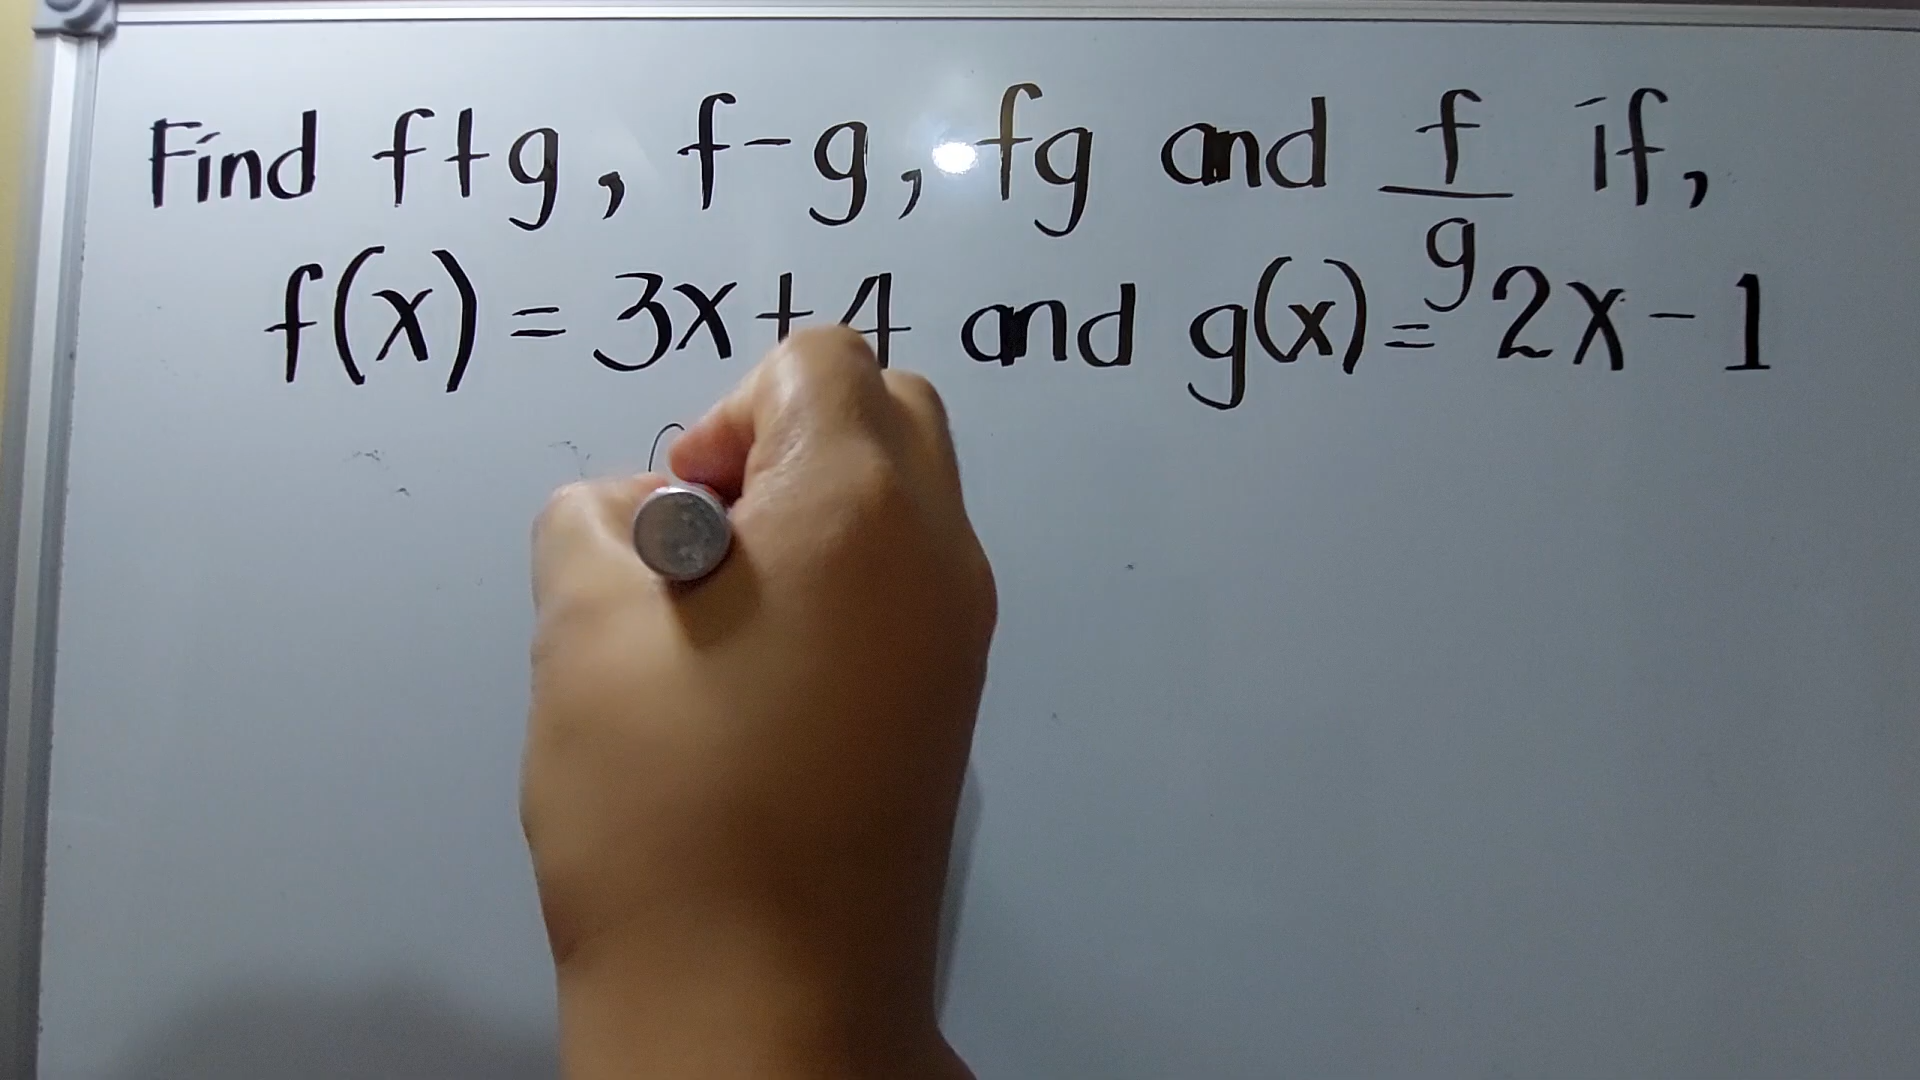 Find f+g, f-g, fg and f/g if,
f(x) = 3x+4 and g(x) = 2x-1